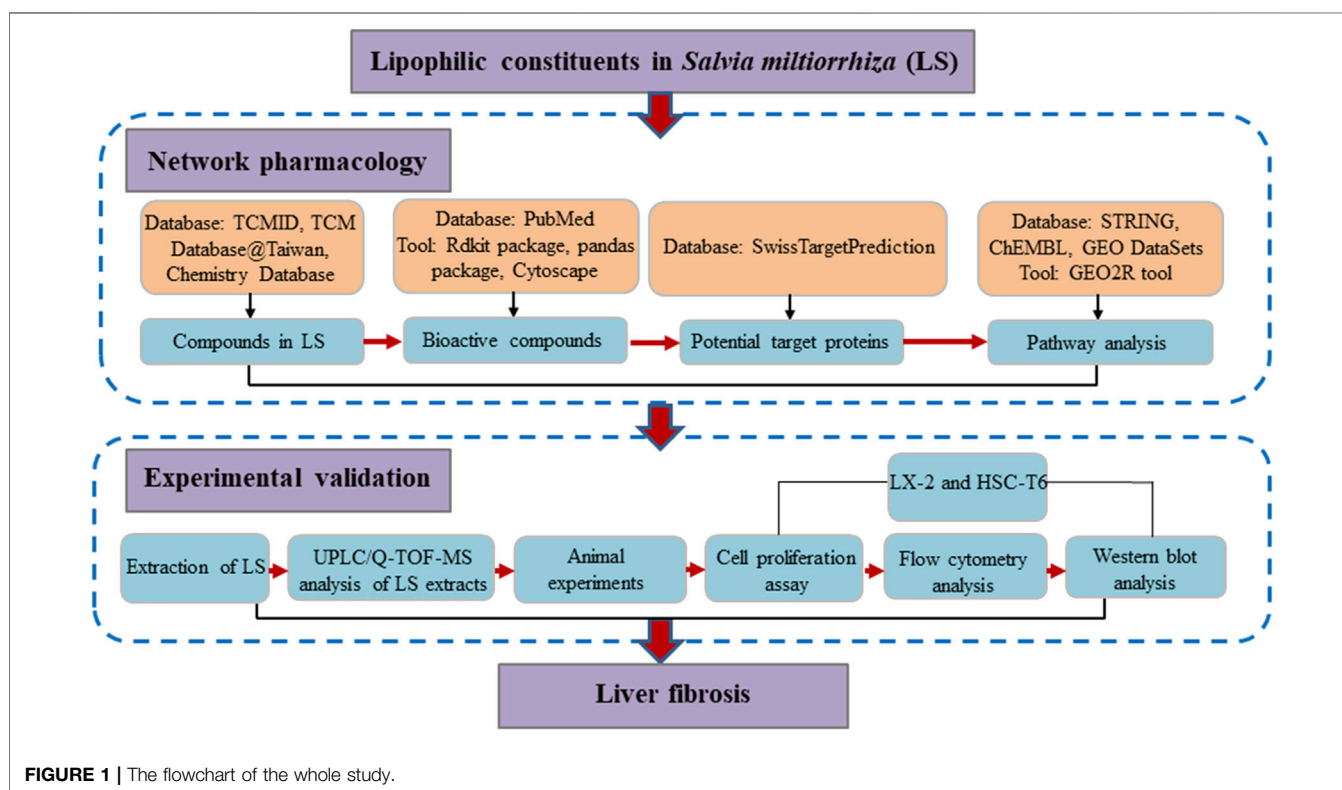 Lipophilic constituents in Salvia miltiorrhiza (LS)
Network pharmacology
Database: TCMID, TCM
Database@Taiwan,
Chemistry Database
Database: PubMed
Tool: Rdkit package, pandas
package, Cytoscape
Database: SwissTargetPrediction
Database: STRING,
ChEMBL, GEO DataSets
Tool: GEO2R tool
Compounds in LS
Bioactive compounds
Potential target proteins
Pathway analysis
Experimental validation
LX-2 and HSC-T6
Extraction of LS
UPLC/Q-TOF-MS
analysis of LS extracts
Animal
experiments
Cell proliferation
assay
Flow cytometry
analysis
Western blot
analysis
Liver fibrosis
FIGURE 1 | The flowchart of the whole study.